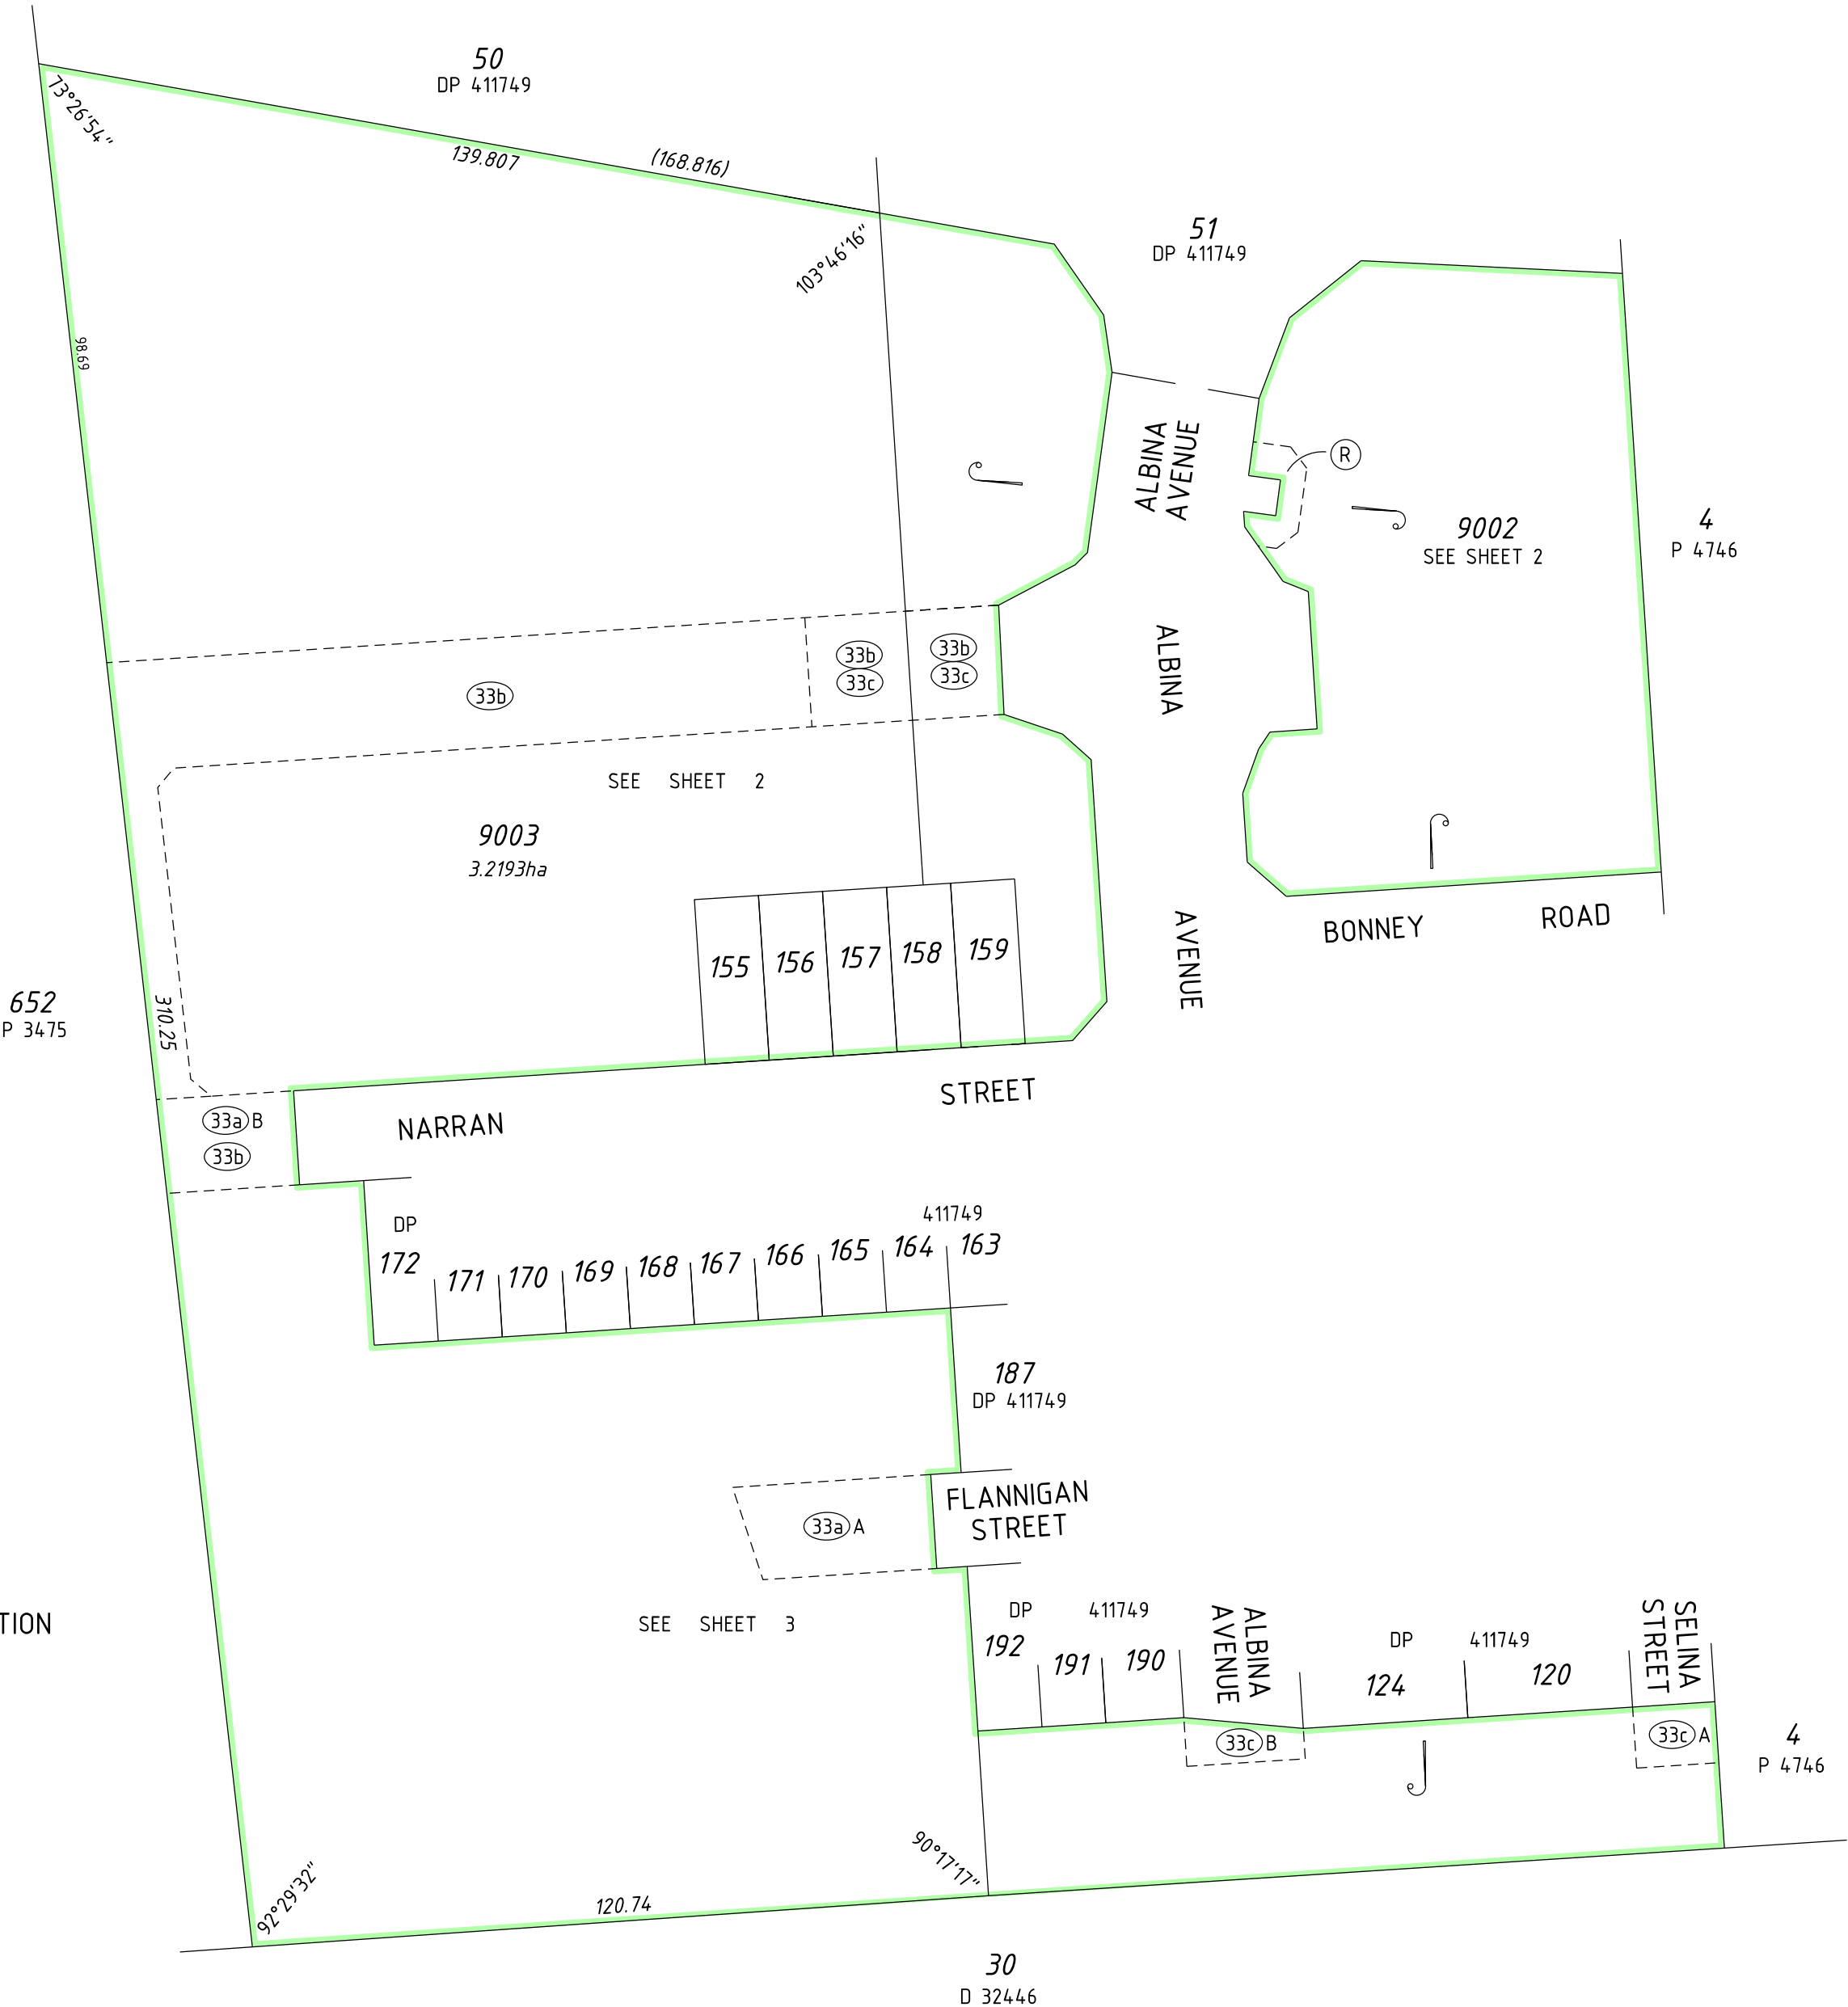 50
DP 411749
73°26'54"
139.807
(168.816)
103°46'16"
51
DP 411749
98.69
ALBINA
AVENUE
R
9002
SEE SHEET 2
4
P 4746
33b
33b
33c
33b
33c
ALBINA
AVENUE
SEE SHEET 2
9003
3.2193ha
155
156
157
158
159
BONNEY ROAD
652
P 3475
310.25
33a B
33b
NARRAN STREET
DP 411749
172
171
170
169
168
167
166
165
164
163
187
DP 411749
FLANNIGAN
STREET
33a A
TION
SEE SHEET 3
DP 411749
192
191
190
ALBINA
AVENUE
DP 411749
124
120
SELINA
STREET
33c B
33c A
4
P 4746
92°29'32"
120.74
90°17'17"
30
D 32446